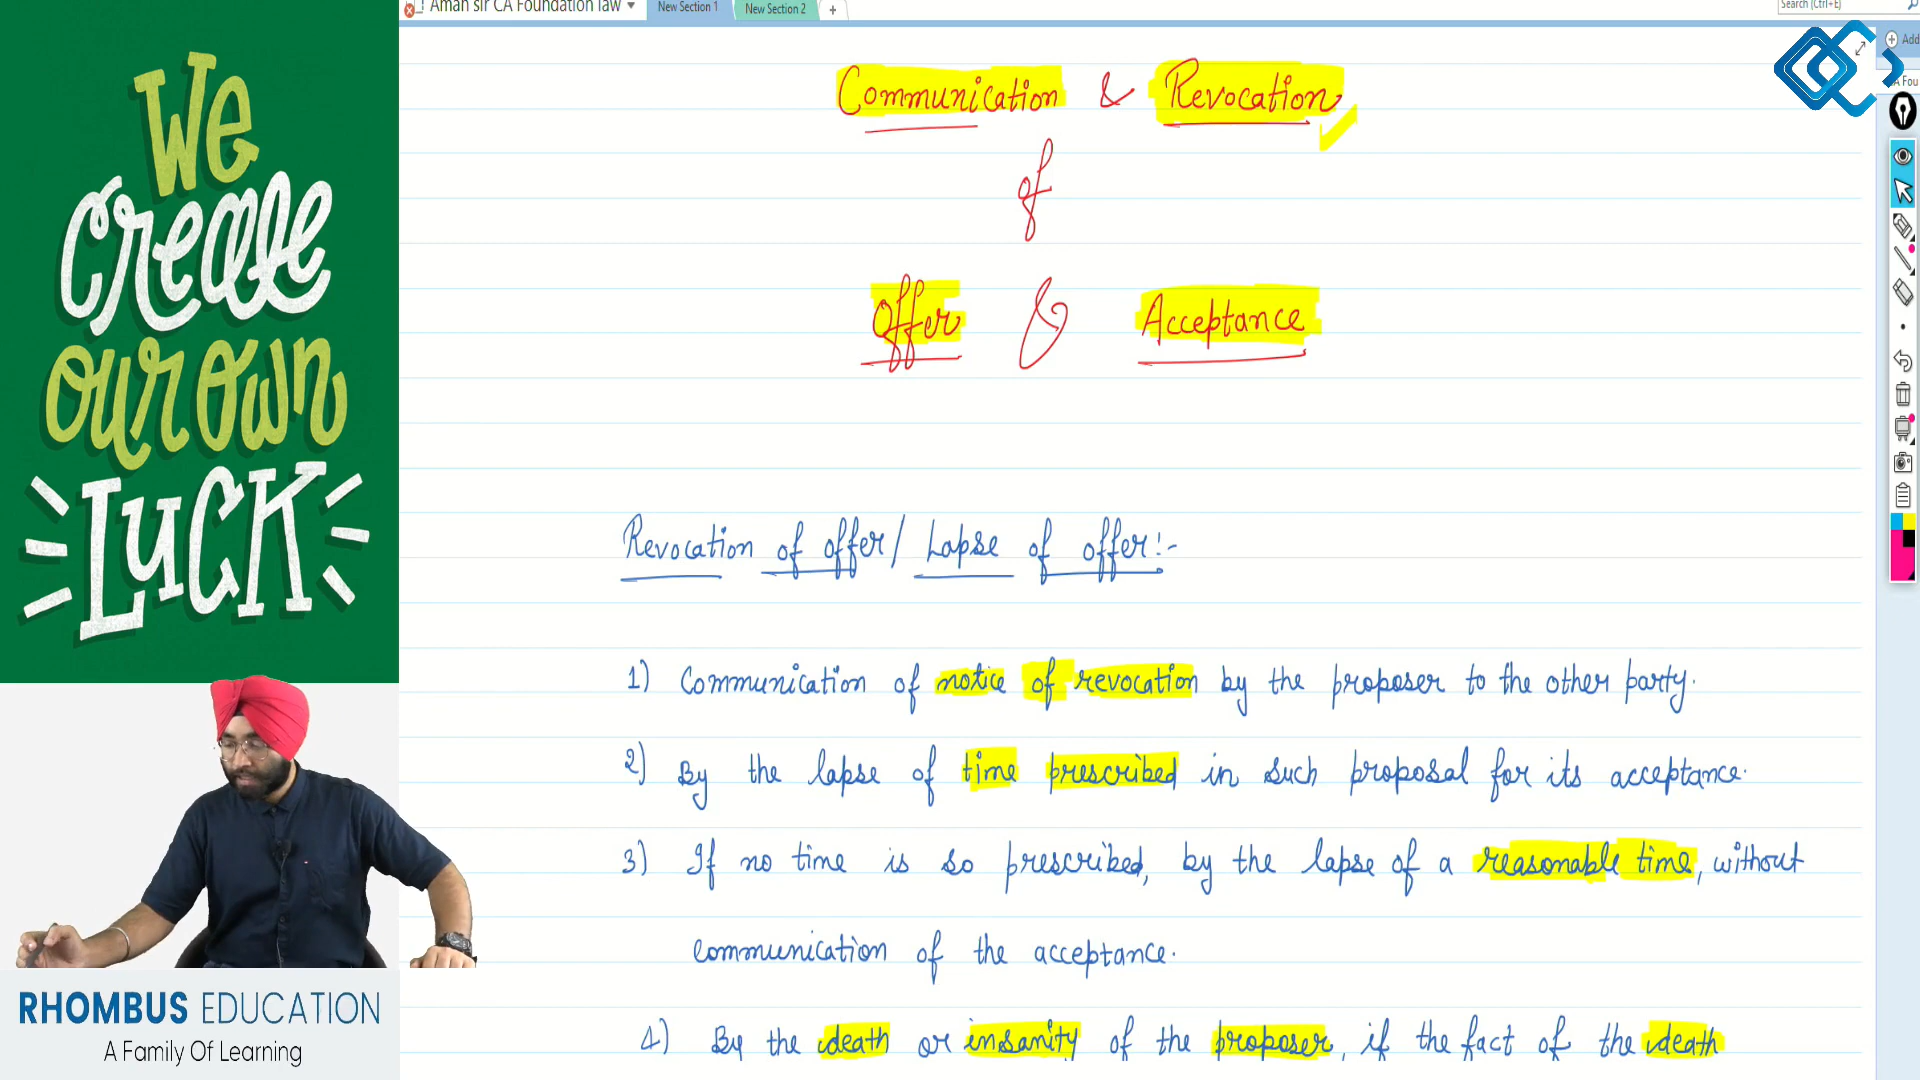 Aman sir CA Foundation law
New Section 1
New Section 2
+
Search (Ctrl+E)
Add
A Fou
We
create
our own
LUCK
Communication & Revocation
of
Offer & Acceptance
Revocation of offer/ Lapse of offer:-
1) Communication of notice of revocation by the proposer to the other party.
2) By the lapse of time prescribed in such proposal for its acceptance.
3) If no time is so prescribed, by the lapse of a reasonable time, without
communication of the acceptance.
4) By the death or insanity of the proposer, if the fact of the death
RHOMBUS EDUCATION
A Family Of Learning